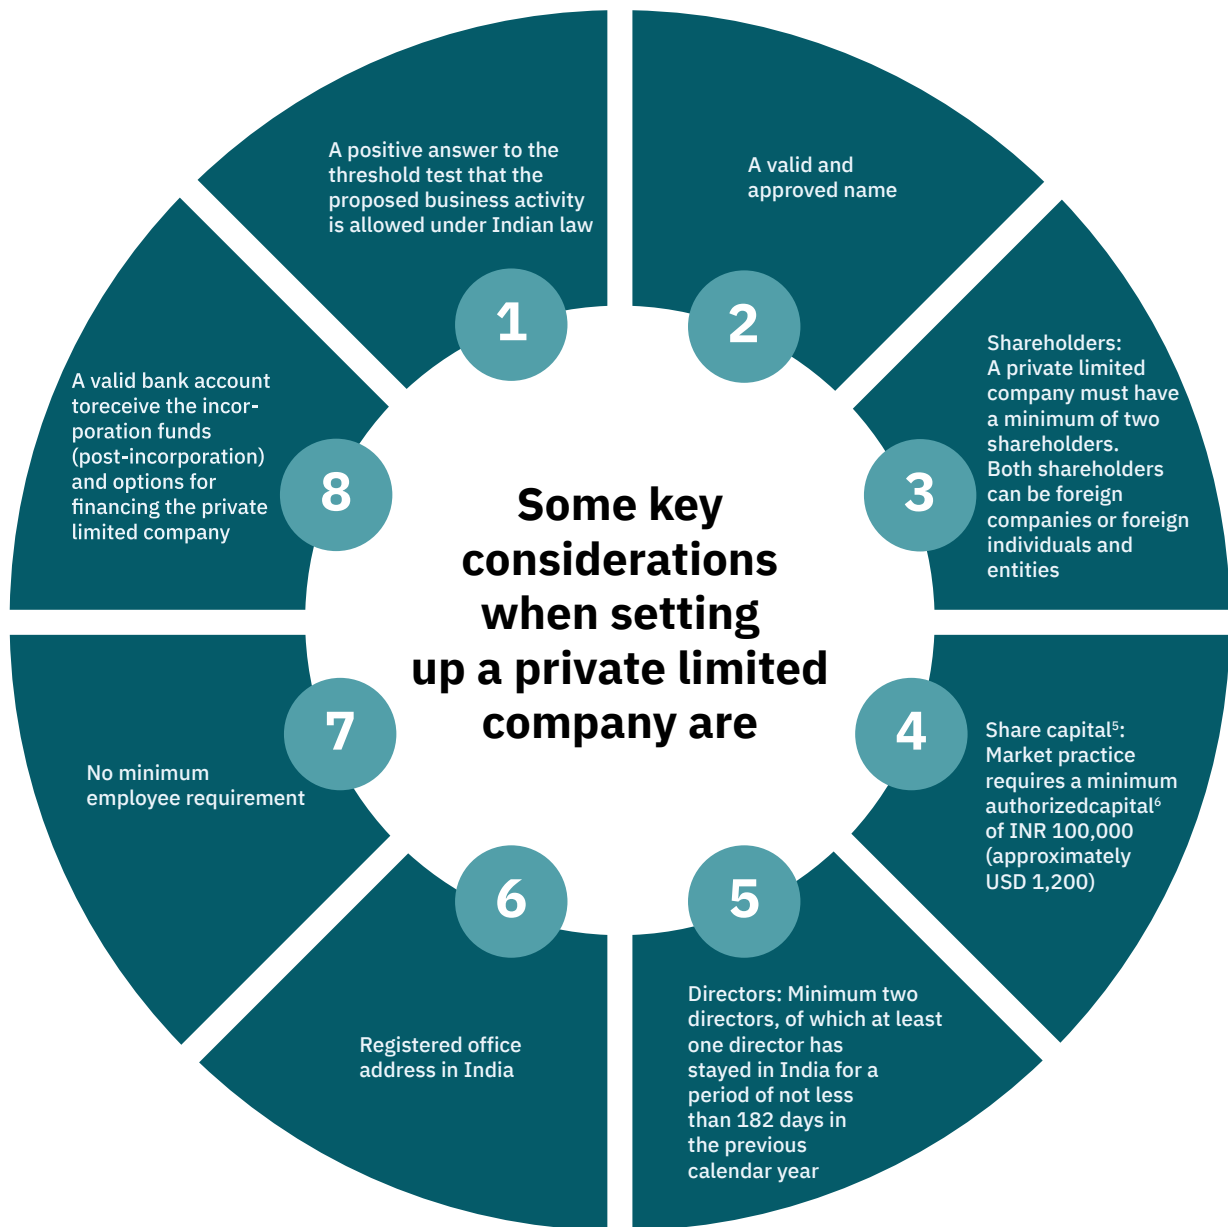 Some key
considerations
when setting
up a private limited
company are
1
A positive answer to the
threshold test that the
proposed business activity
is allowed under Indian law
2
A valid and
approved name
3
Shareholders:
A private limited
company must have
a minimum of two
shareholders.
Both shareholders
can be foreign
companies or foreign
individuals and
entities
4
Share capital⁵:
Market practice
requires a minimum
authorizedcapital⁶
of INR 100,000
(approximately
USD 1,200)
5
Directors: Minimum two
directors, of which at least
one director has
stayed in India for a
period of not less
than 182 days in
the previous
calendar year
6
Registered office
address in India
7
No minimum
employee requirement
8
A valid bank account
toreceive the incor-
poration funds
(post-incorporation)
and options for
financing the private
limited company